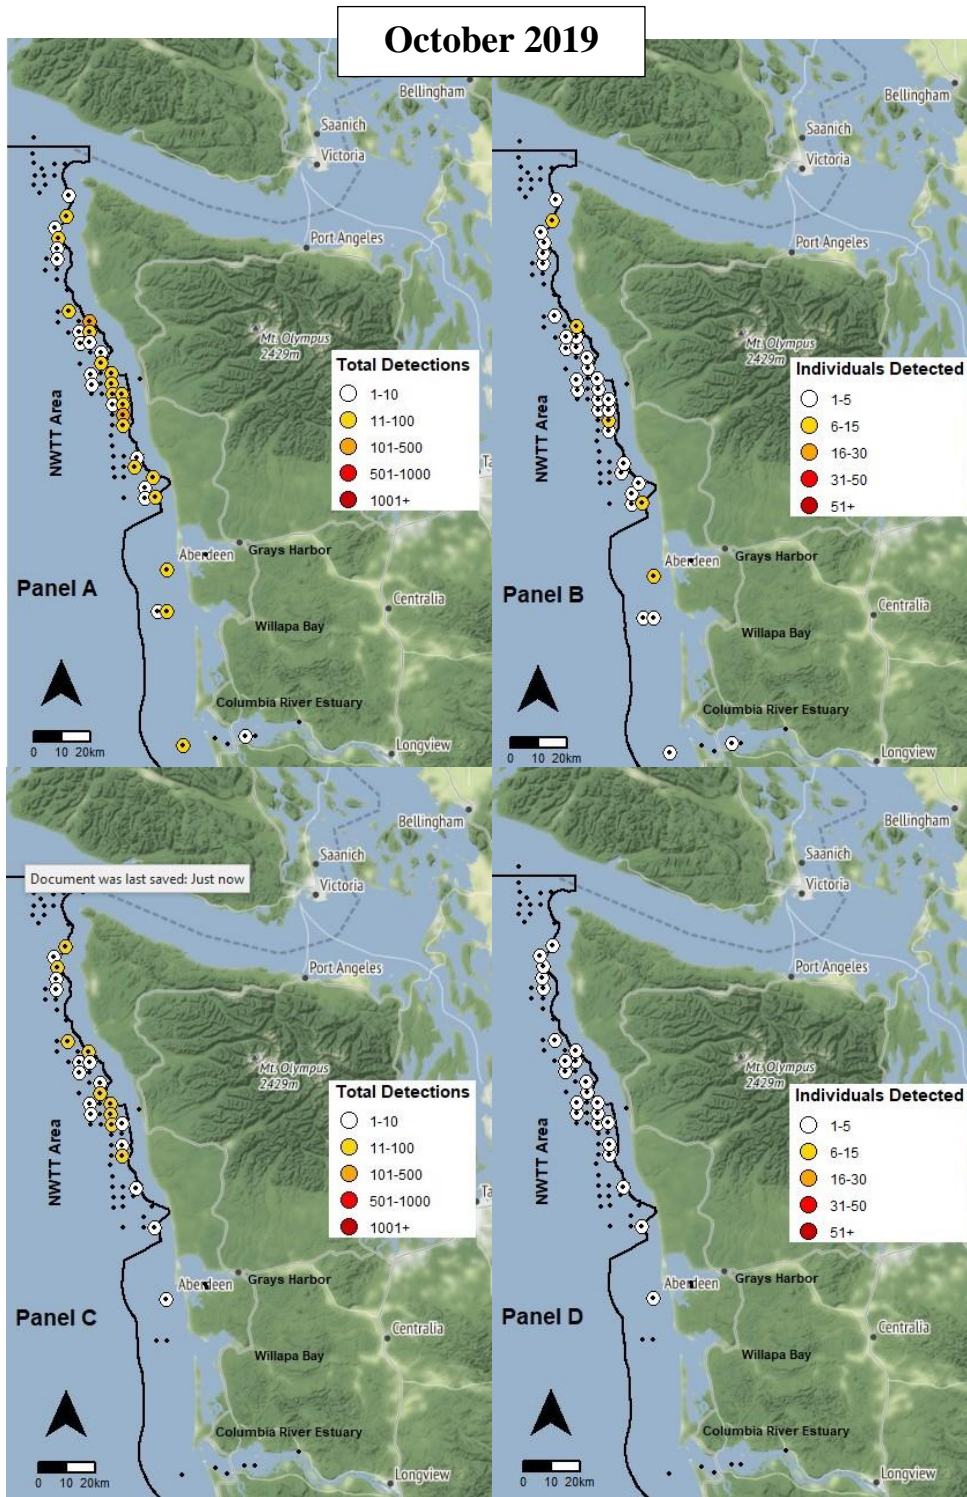 October 2019
Bellingham
Saanich
Victoria
Port Angeles
Mt. Olympus
2429m
NWTT Area
Total Detections
1-10
11-100
101-500
501-1000
1001+
Ta
Aberdeen
Grays Harbor
Panel A
Centralia
Willapa Bay
Columbia River Estuary
0 10 20km
Longview
Bellingham
Saanich
Victoria
Port Angeles
Mt. Olympus
2429m
NWTT Area
Individuals Detected
1-5
6-15
16-30
31-50
51+
Aberdeen
Grays Harbor
Panel B
Centralia
Willapa Bay
Columbia River Estuary
0 10 20km
Longview
Bellingham
Saanich
Document was last saved: Just now
Victoria
Port Angeles
Mt. Olympus
2429m
NWTT Area
Total Detections
1-10
11-100
101-500
501-1000
1001+
Ta
Aberdeen
Grays Harbor
Panel C
Centralia
Willapa Bay
Columbia River Estuary
0 10 20km
Longview
Bellingham
Saanich
Victoria
Port Angeles
Mt. Olympus
2429m
NWTT Area
Individuals Detected
1-5
6-15
16-30
31-50
51+
Aberdeen
Grays Harbor
Panel D
Centralia
Willapa Bay
Columbia River Estuary
0 10 20km
Longview